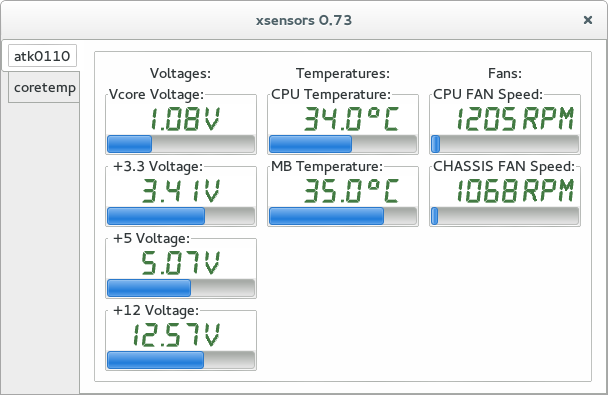 xsensors 0.73
atk0110
coretemp
Voltages:
Temperatures:
Fans:
Vcore Voltage:
1.08V
CPU Temperature:
34.0°C
CPU FAN Speed:
1205RPM
+3.3 Voltage:
3.41V
MB Temperature:
35.0°C
CHASSIS FAN Speed:
1068RPM
+5 Voltage:
5.07V
+12 Voltage:
12.57V